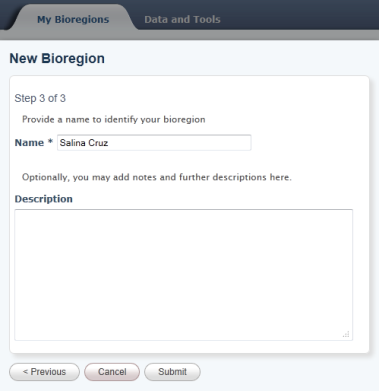 My Bioregions Data and Tools
New Bioregion
Step 3 of 3
Provide a name to identify your bioregion
Name * Salina Cruz
Optionally, you may add notes and further descriptions here.
Description
< Previous Cancel Submit